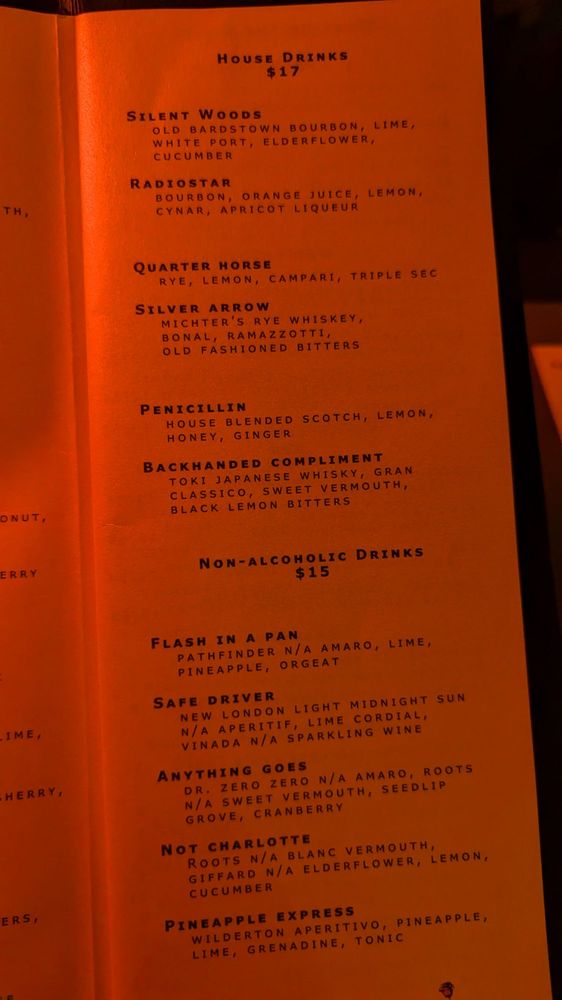 House Drinks
$17
Silent Woods
old bardstown bourbon, lime,
white port, elderflower,
cucumber
Radiostar
bourbon, orange juice, lemon,
cynar, apricot liqueur
Quarter Horse
rye, lemon, campari, triple sec
Silver Arrow
michter's rye whiskey,
bonal, ramazzotti,
old fashioned bitters
Penicillin
house blended scotch, lemon,
honey, ginger
Backhanded compliment
toki japanese whisky, gran
classico, sweet vermouth,
black lemon bitters
Non-alcoholic Drinks
$15
Flash in a pan
pathfinder n/a amaro, lime,
pineapple, orgeat
Safe driver
new london light midnight sun
n/a aperitif, lime cordial,
vinada n/a sparkling wine
Anything goes
dr. zero zero n/a amaro, roots
n/a sweet vermouth, seedlip
grove, cranberry
Not charlotte
Roots n/a blanc vermouth,
giffard n/a elderflower, lemon,
cucumber
Pineapple express
wilderton aperitivo, pineapple,
lime, grenadine, tonic